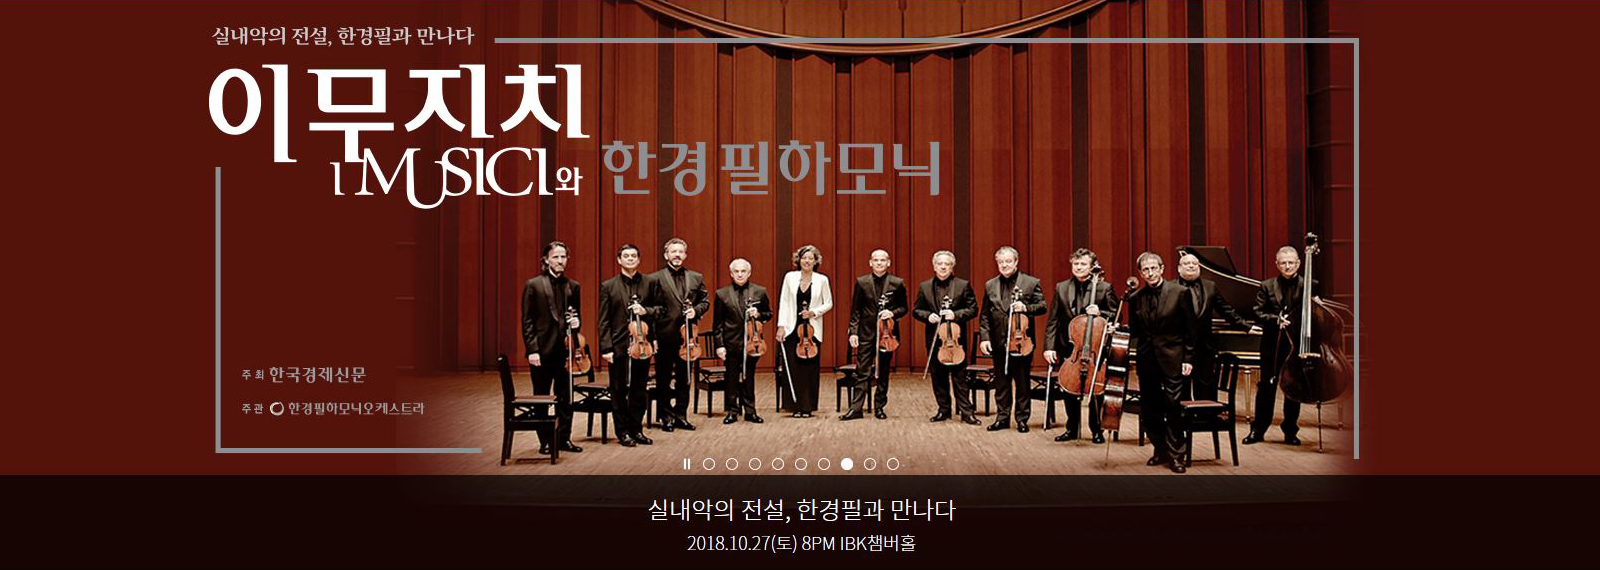 실내악의 전설, 한경필과 만나다
이무지치
I MUSICI와 한경필하모닉
주최 한국경제신문
주관 한경필하모닉오케스트라
실내악의 전설, 한경필과 만나다
2018.10.27(토) 8PM IBK챔버홀